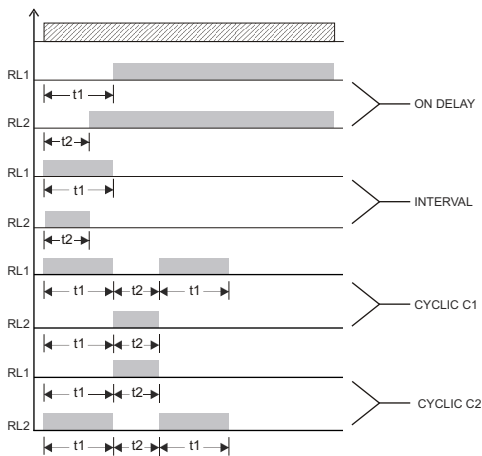 RL1
t1
ON DELAY
RL2
t2
RL1
t1
INTERVAL
RL2
t2
RL1
t1 t2 t1
CYCLIC C1
RL2
t1 t2
RL1
t1 t2
CYCLIC C2
RL2
t1 t2 t1